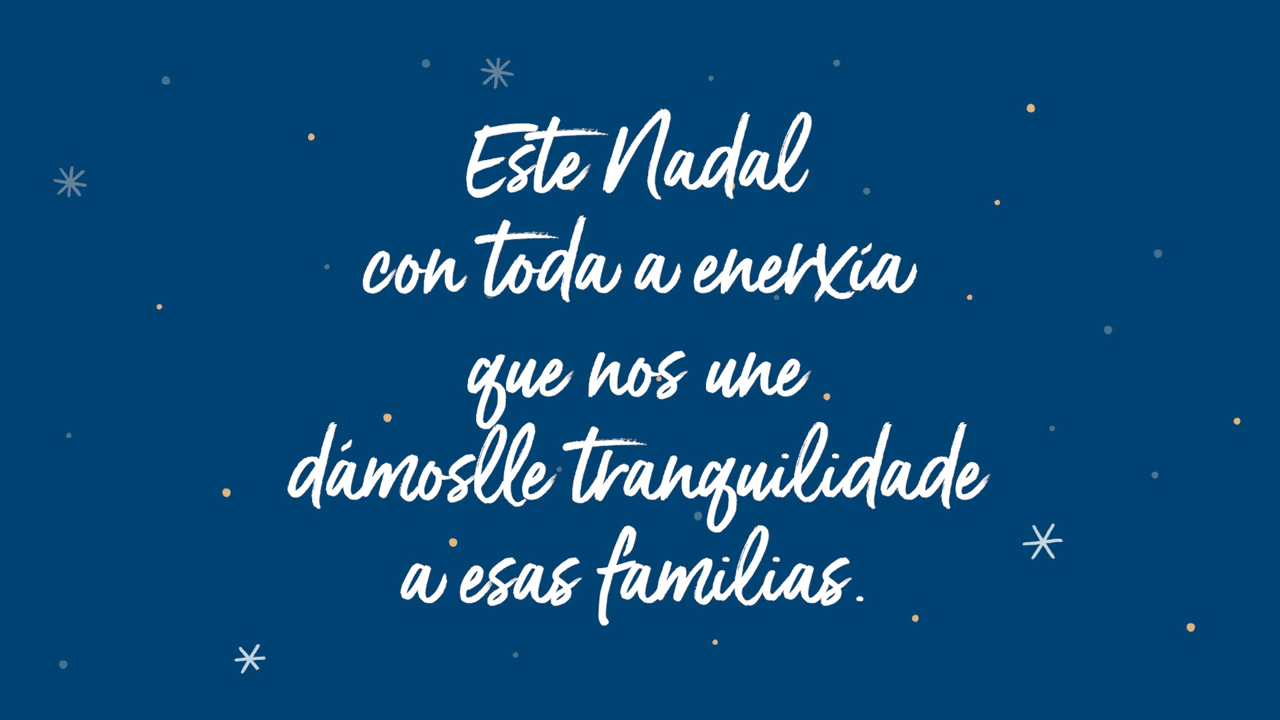 Este Nadal
con toda a enerxía
que nos une
dámoslle tranquilidade
a esas familias.